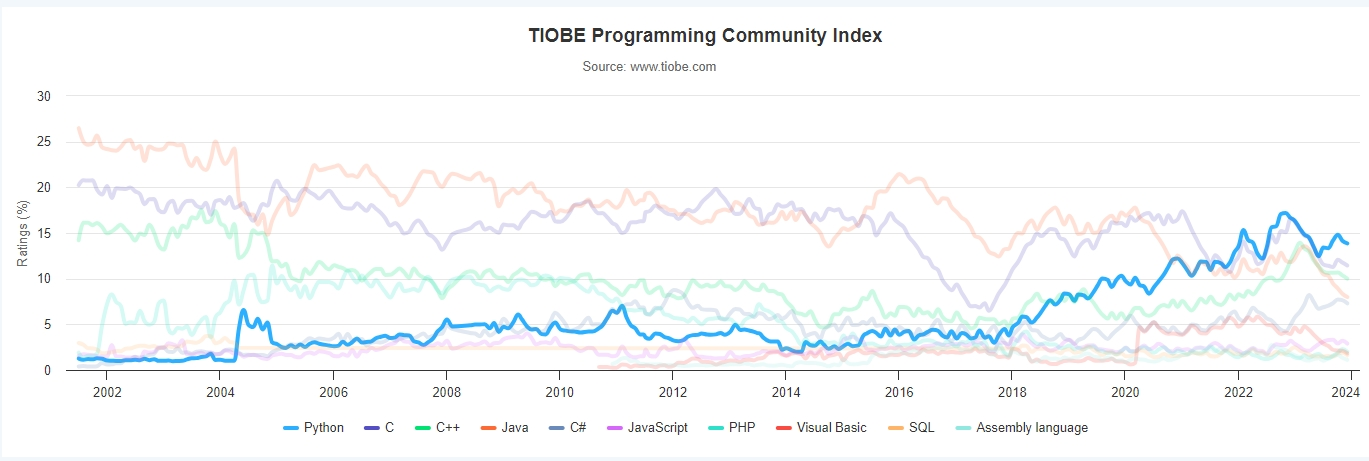 TIOBE Programming Community Index
Source: www.tiobe.com
Ratings (%)
30
25
20
15
10
5
0
2002 2004 2006 2008 2010 2012 2014 2016 2018 2020 2022 2024
Python C C++ Java C# JavaScript PHP Visual Basic SQL Assembly language